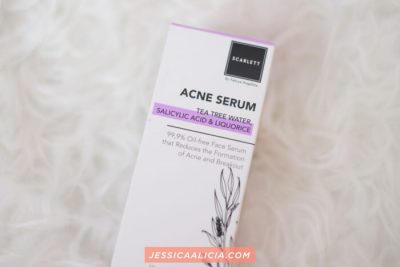 SCARLETT
By Felicya Angelista
ACNE SERUM
TEA TREE WATER,
SALICYLIC ACID & LIQUORICE
99,9% Oil-free Face Serum
that Reduces the Formation
of Acne and Breakout
JESSICAALICIA.COM